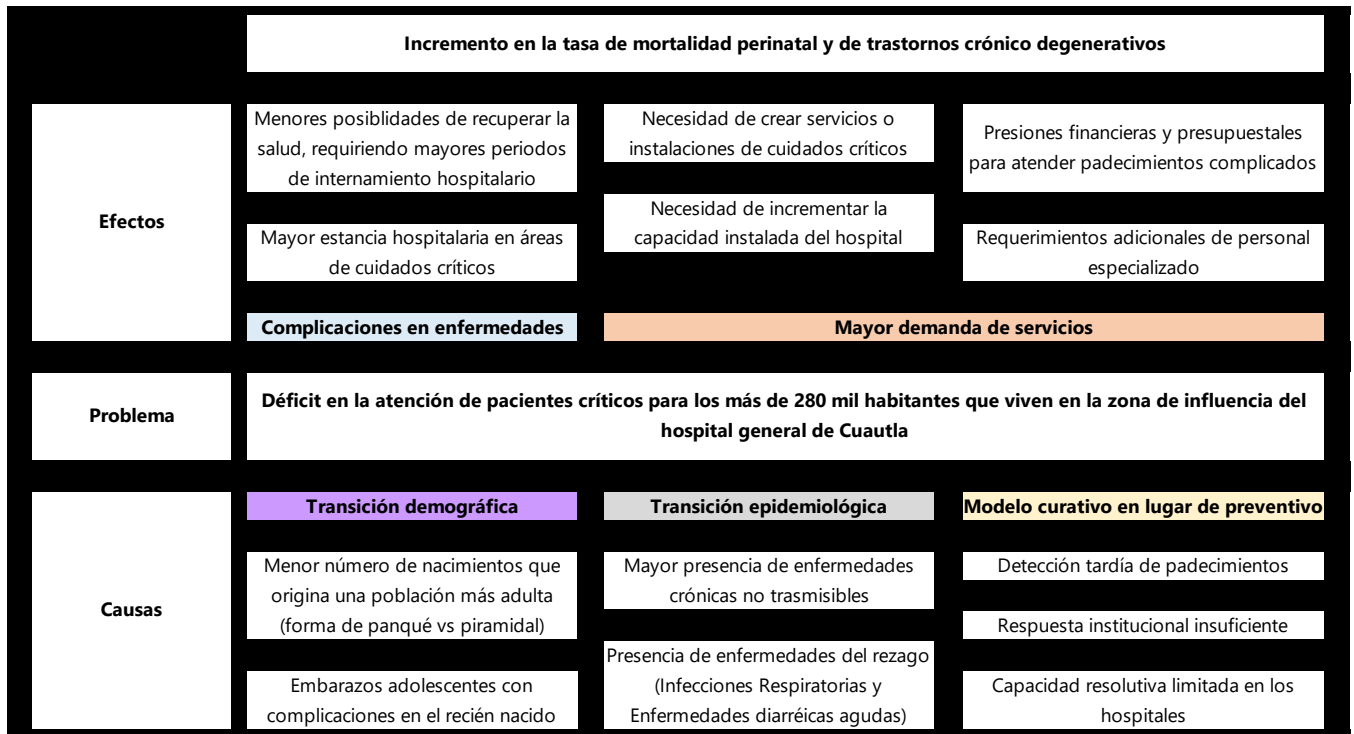 Incremento en la tasa de mortalidad perinatal y de trastornos crónico degenerativos
Efectos
Menores posiblidades de recuperar la
salud, requiriendo mayores periodos
de internamiento hospitalario
Necesidad de crear servicios o
instalaciones de cuidados críticos
Presiones financieras y presupuestales
para atender padecimientos complicados
Mayor estancia hospitalaria en áreas
de cuidados críticos
Necesidad de incrementar la
capacidad instalada del hospital
Requerimientos adicionales de personal
especializado
Complicaciones en enfermedades
Mayor demanda de servicios
Problema
Déficit en la atención de pacientes críticos para los más de 280 mil habitantes que viven en la zona de influencia del
hospital general de Cuautla
Causas
Transición demográfica
Transición epidemiológica
Modelo curativo en lugar de preventivo
Menor número de nacimientos que
origina una población más adulta
(forma de panqué vs piramidal)
Mayor presencia de enfermedades
crónicas no trasmisibles
Detección tardía de padecimientos
Respuesta institucional insuficiente
Embarazos adolescentes con
complicaciones en el recién nacido
Presencia de enfermedades del rezago
(Infecciones Respiratorias y
Enfermedades diarréicas agudas)
Capacidad resolutiva limitada en los
hospitales